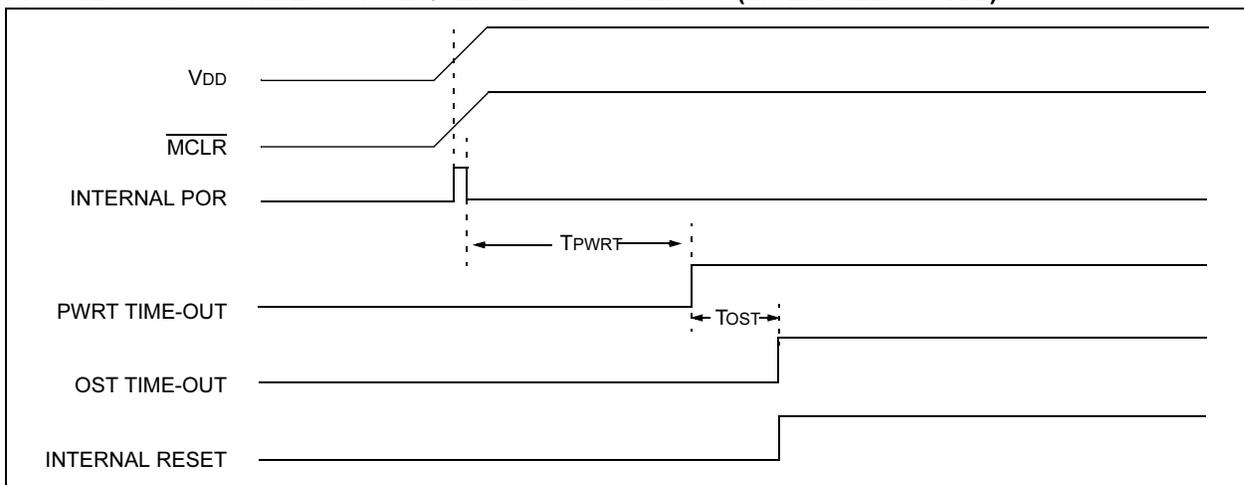 VDD
MCLR
INTERNAL POR
TPWRT
PWRT TIME-OUT
TOST
OST TIME-OUT
INTERNAL RESET